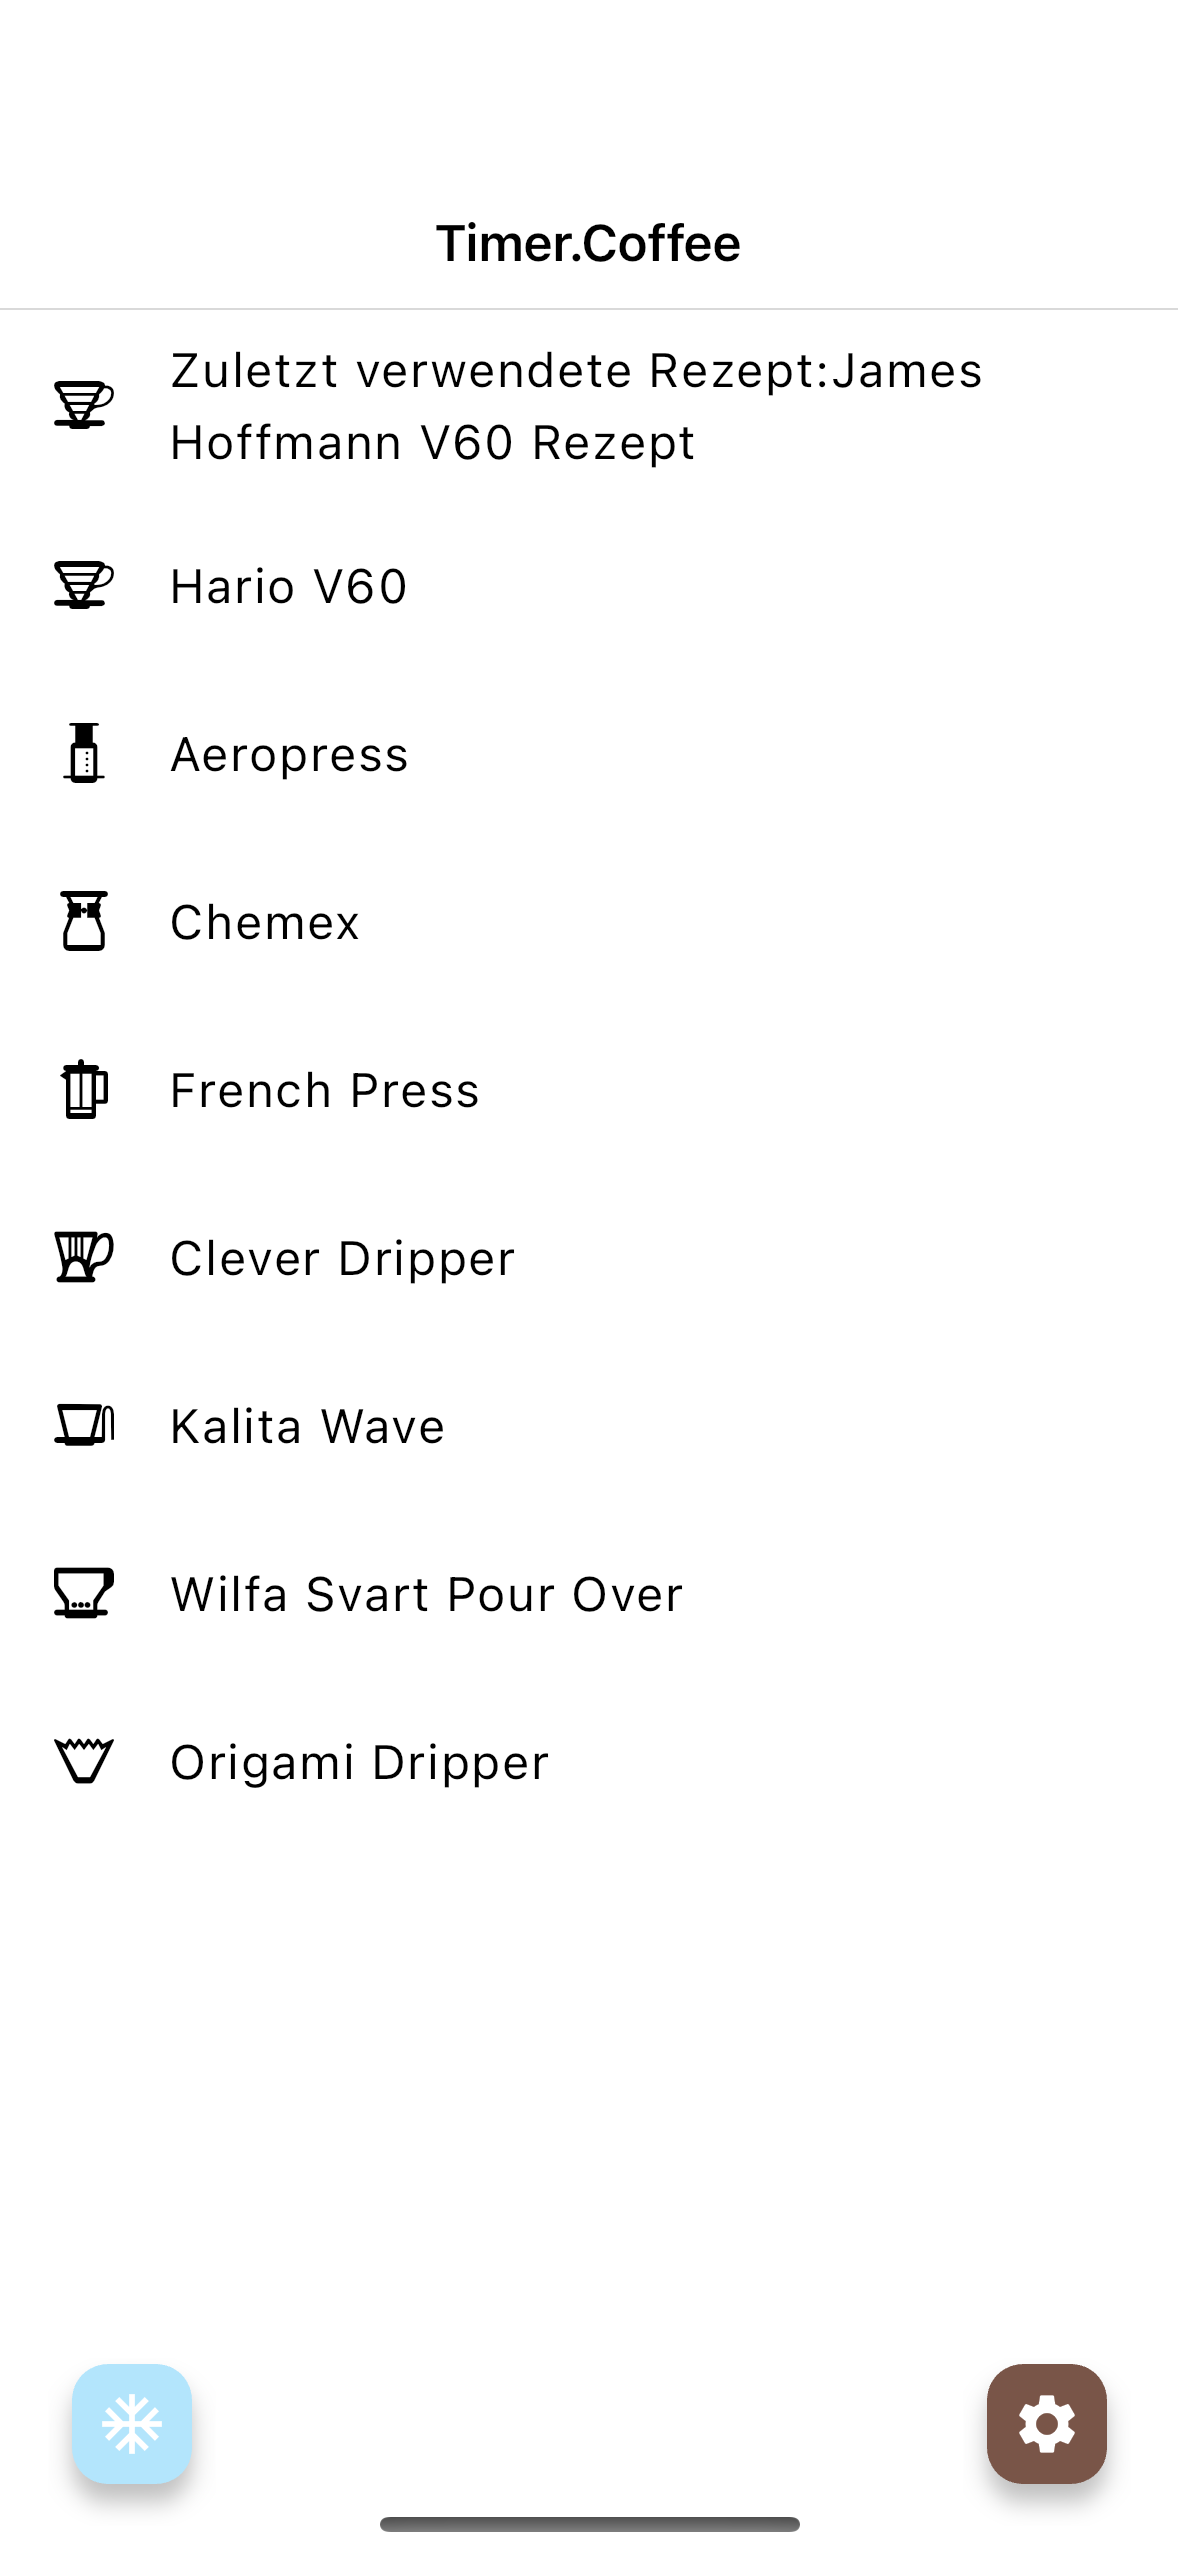 Timer.Coffee
Zuletzt verwendete Rezept:James
Hoffmann V60 Rezept
Hario V60
Aeropress
Chemex
French Press
Clever Dripper
Kalita Wave
Wilfa Svart Pour Over
Origami Dripper